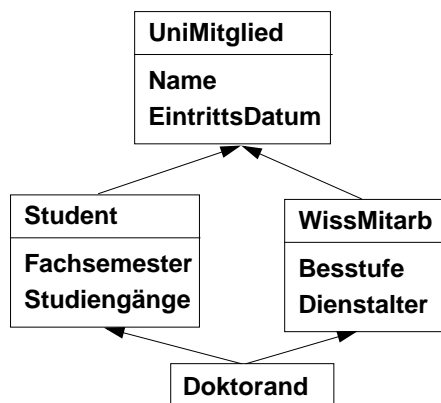 UniMitglied
Name
EintrittsDatum
Student
Fachsemester
Studiengänge
WissMitarb
Besstufe
Dienstalter
Doktorand